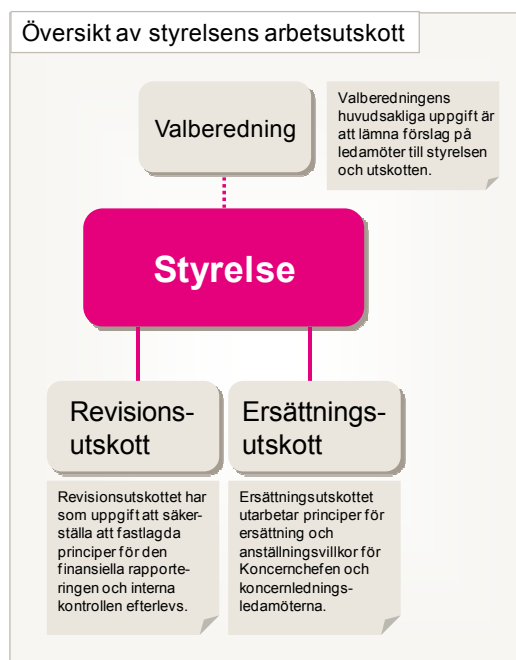 Översikt av styrelsens arbetsutskott
Valberedning
Valberedningens
huvudsakliga uppgift är
att lämna förslag på
ledamöter till styrelsen
och utskotten.
Styrelse
Revisions-
utskott
Ersättnings-
utskott
Revisionsutskottet har
som uppgift att säker-
ställa att fastlagda
principer för den
finansiella rapporte-
ringen och interna
kontrollen efterlevs.
Ersättningsutskottet
utarbetar principer för
ersättning och
anställningsvillkor för
Koncernchefen och
koncernlednings-
ledamöterna.